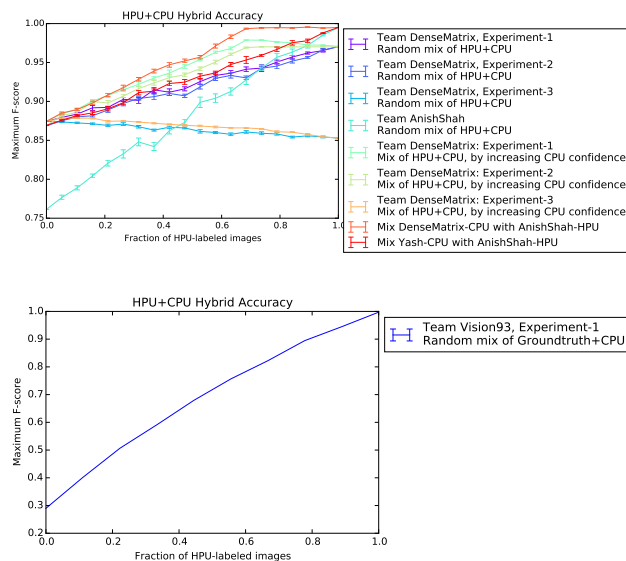 HPU+CPU Hybrid Accuracy
1.00
0.95
0.90
0.85
0.80
0.75
0.0
0.2
0.4
0.6
0.8
1.0
Maximum F-score
Fraction of HPU-labeled images
Team DenseMatrix, Experiment-1
Random mix of HPU+CPU
Team DenseMatrix, Experiment-2
Random mix of HPU+CPU
Team DenseMatrix, Experiment-3
Random mix of HPU+CPU
Team AnishShah
Random mix of HPU+CPU
Team DenseMatrix: Experiment-1
Mix of HPU+CPU, by increasing CPU confidence
Team DenseMatrix: Experiment-2
Mix of HPU+CPU, by increasing CPU confidence
Team DenseMatrix: Experiment-3
Mix of HPU+CPU, by increasing CPU confidence
Mix DenseMatrix-CPU with AnishShah-HPU
Mix Yash-CPU with AnishShah-HPU
HPU+CPU Hybrid Accuracy
1.0
0.9
0.8
0.7
0.6
0.5
0.4
0.3
0.2
0.0
0.2
0.4
0.6
0.8
1.0
Maximum F-score
Fraction of HPU-labeled images
Team Vision93, Experiment-1
Random mix of Groundtruth+CPU